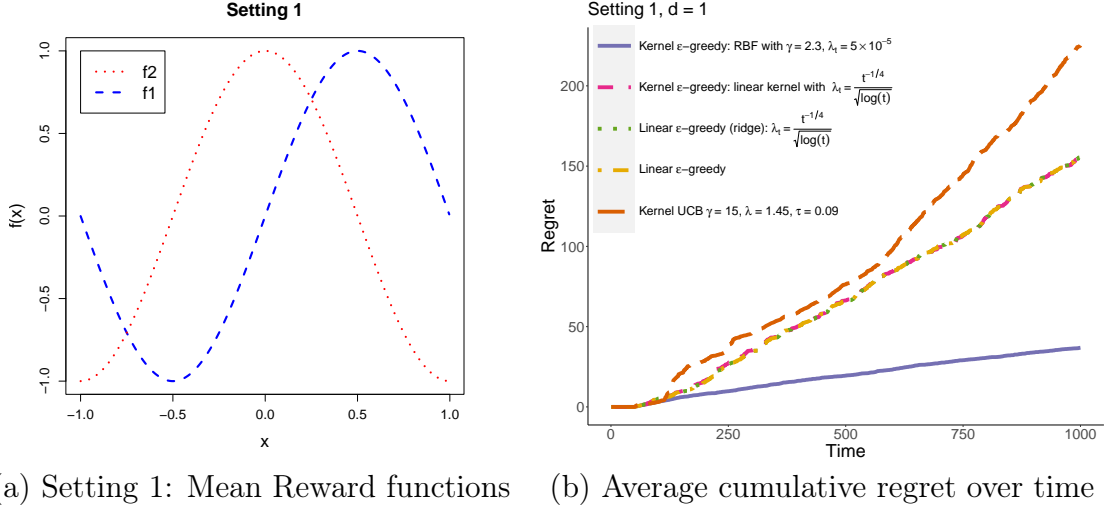 Setting 1
f2
f1
f(x)
1.0
0.5
0.0
−0.5
−1.0
−1.0
−0.5
0.0
0.5
1.0
x
a) Setting 1: Mean Reward functions
Setting 1, d = 1
Kernel ε−greedy: RBF with γ = 2.3, λt = 5×10^−5
Kernel ε−greedy: linear kernel with λt = t^−1/4 / √log(t)
Linear ε−greedy (ridge): λt = t^−1/4 / √log(t)
Linear ε−greedy
Kernel UCB γ = 15, λ = 1.45, τ = 0.09
Regret
200
150
100
50
0
0
250
500
750
1000
Time
(b) Average cumulative regret over time